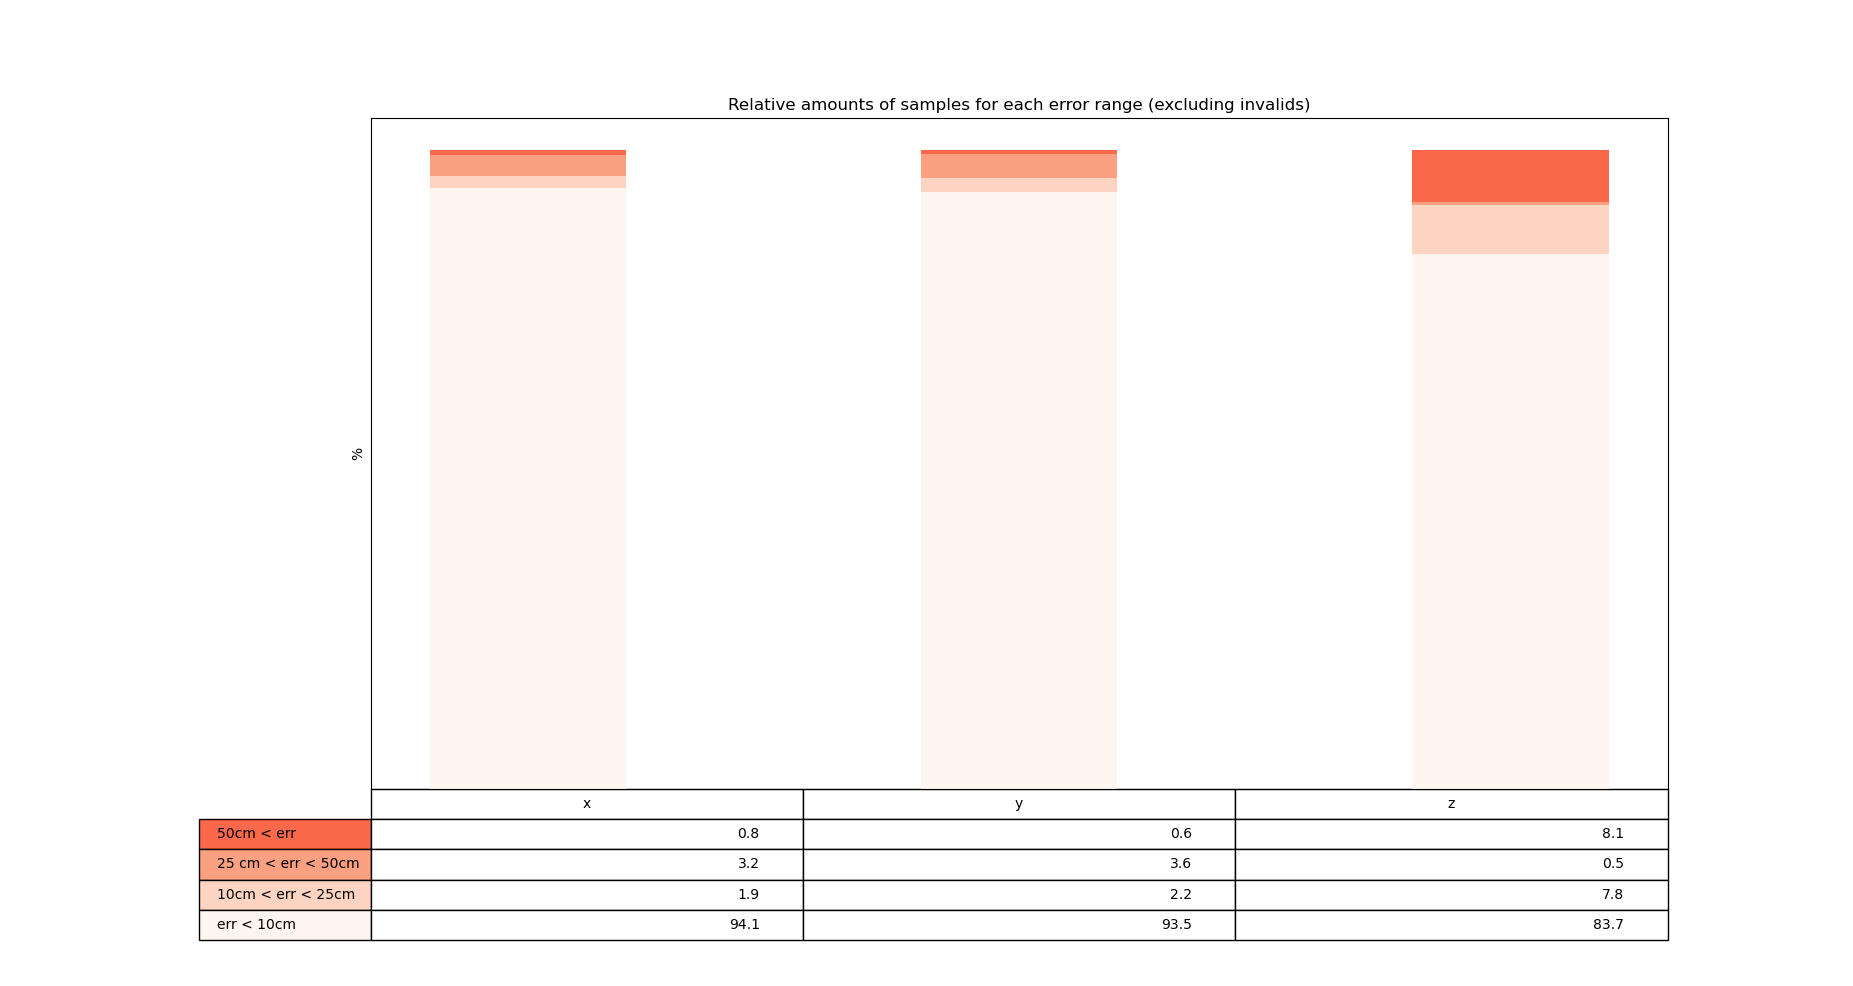 Relative amounts of samples for each error range (excluding invalids)
%
x y z
50cm < err 0.8 0.6 8.1
25 cm < err < 50cm 3.2 3.6 0.5
10cm < err < 25cm 1.9 2.2 7.8
err < 10cm 94.1 93.5 83.7